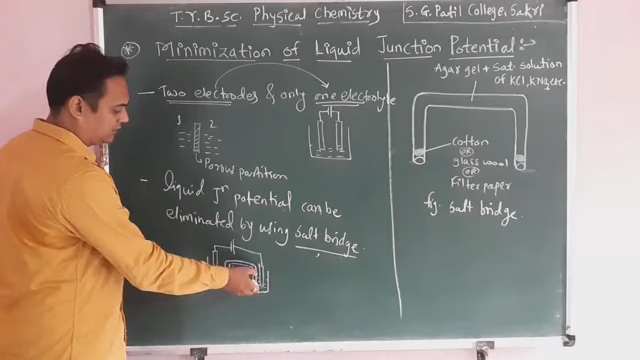 T.Y.B.Sc. Physical Chemistry
S.G. Patil College, Sakri
* Minimization of Liquid Junction Potential :-
- Two electrodes & only one electrolyte
1 2
Porous partition
- liquid Jn potential can be
eliminated by using Salt bridge.
Agar gel + Sat. solution
of KCl, KNO3 etc-
Cotton
OR
glass wool
OR
Filter paper
fig. Salt bridge.